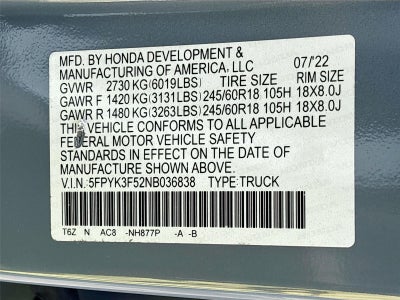 MFD. BY HONDA DEVELOPMENT &
MANUFACTURING OF AMERICA, LLC 07/'22
GVWR 2730 KG(6019LBS) TIRE SIZE RIM SIZE
GAWR F 1420 KG(3131LBS) 245/60R18 105H 18X8.0J
GAWR R 1480 KG(3263LBS) 245/60R18 105H 18X8.0J
THIS VEHICLE CONFORMS TO ALL APPLICABLE
FEDERAL MOTOR VEHICLE SAFETY
STANDARDS IN EFFECT ON THE DATE OF
MANUFACTURE SHOWN ABOVE.
V.I.N.: 5FPYK3F52NB036838 TYPE: TRUCK
T6Z N AC8 -NH877P -A -B